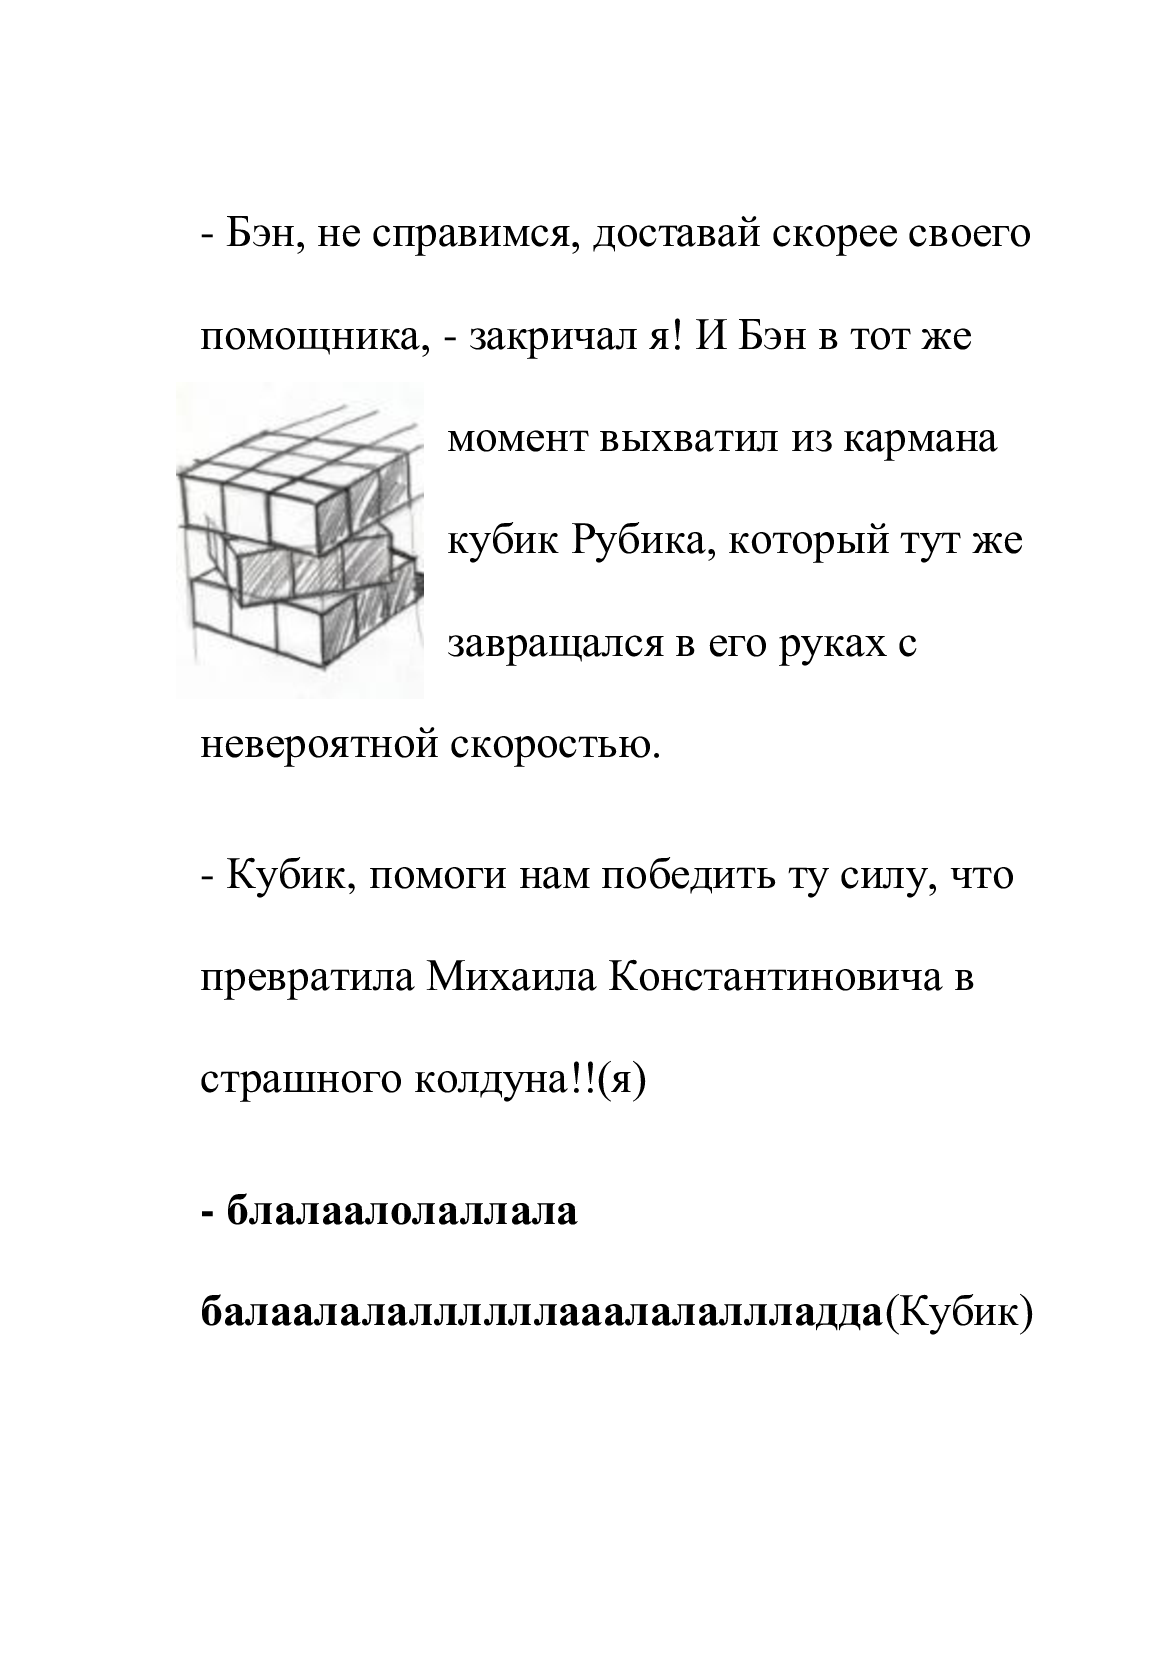 - Бэн, не справимся, доставай скорее своего
помощника, - закричал я! И Бэн в тот же
момент выхватил из кармана
кубик Рубика, который тут же
завращался в его руках с
невероятной скоростью.
- Кубик, помоги нам победить ту силу, что
превратила Михаила Константиновича в
страшного колдуна!!(я)
- блалаалолаллала
балаалалаллллллааалалаллладда(Кубик)